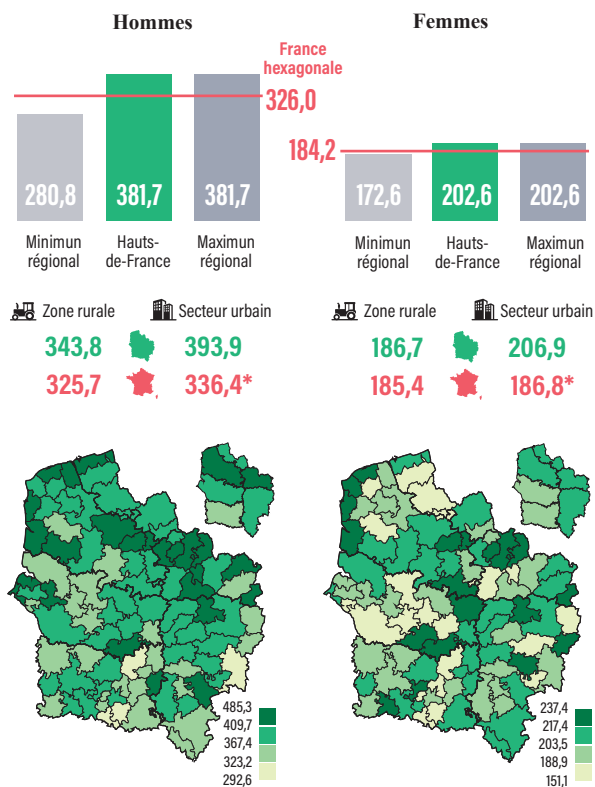 Hommes
France
hexagonale
326,0
280,8
381,7
381,7
Minimun
régional
Hauts-
de-France
Maximun
régional
Zone rurale
Secteur urbain
343,8
393,9
325,7
336,4*
485,3
409,7
367,4
323,2
292,6
Femmes
184,2
172,6
202,6
202,6
Minimun
régional
Hauts-
de-France
Maximun
régional
Zone rurale
Secteur urbain
186,7
206,9
185,4
186,8*
237,4
217,4
203,5
188,9
151,1